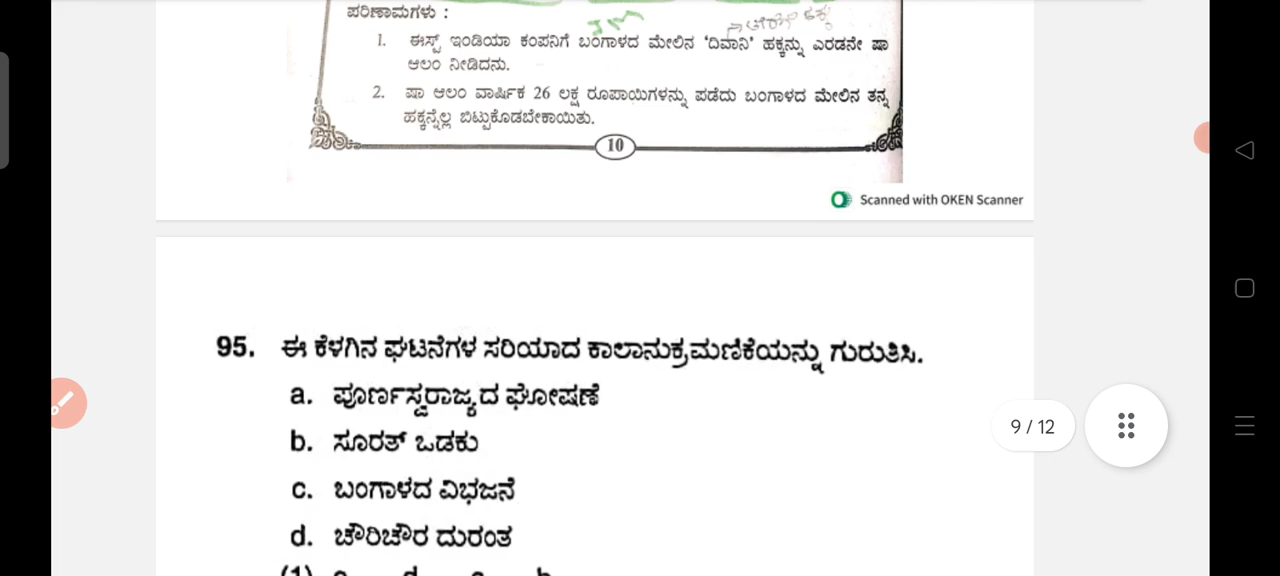 ಪರಿಣಾಮಗಳು :
1. ಈಸ್ಟ್ ಇಂಡಿಯಾ ಕಂಪನಿಗೆ ಬಂಗಾಳದ ಮೇಲಿನ 'ದಿವಾನಿ' ಹಕ್ಕನ್ನು ಎರಡನೇ ಷಾ
ಆಲಂ ನೀಡಿದನು.
2. ಷಾ ಆಲಂ ವಾರ್ಷಿಕ 26 ಲಕ್ಷ ರೂಪಾಯಿಗಳನ್ನು ಪಡೆದು ಬಂಗಾಳದ ಮೇಲಿನ ತನ್ನ
ಹಕ್ಕನ್ನೆಲ್ಲ ಬಿಟ್ಟುಕೊಡಬೇಕಾಯಿತು.
10
Scanned with OKEN Scanner
95. ಈ ಕೆಳಗಿನ ಘಟನೆಗಳ ಸರಿಯಾದ ಕಾಲಾನುಕ್ರಮಣಿಕೆಯನ್ನು ಗುರುತಿಸಿ.
a. ಪೂರ್ಣಸ್ವರಾಜ್ಯದ ಘೋಷಣೆ
b. ಸೂರತ್ ಒಡಕು
9 / 12
c. ಬಂಗಾಳದ ವಿಭಜನೆ
d. ಚೌರಿಚೌರ ದುರಂತ